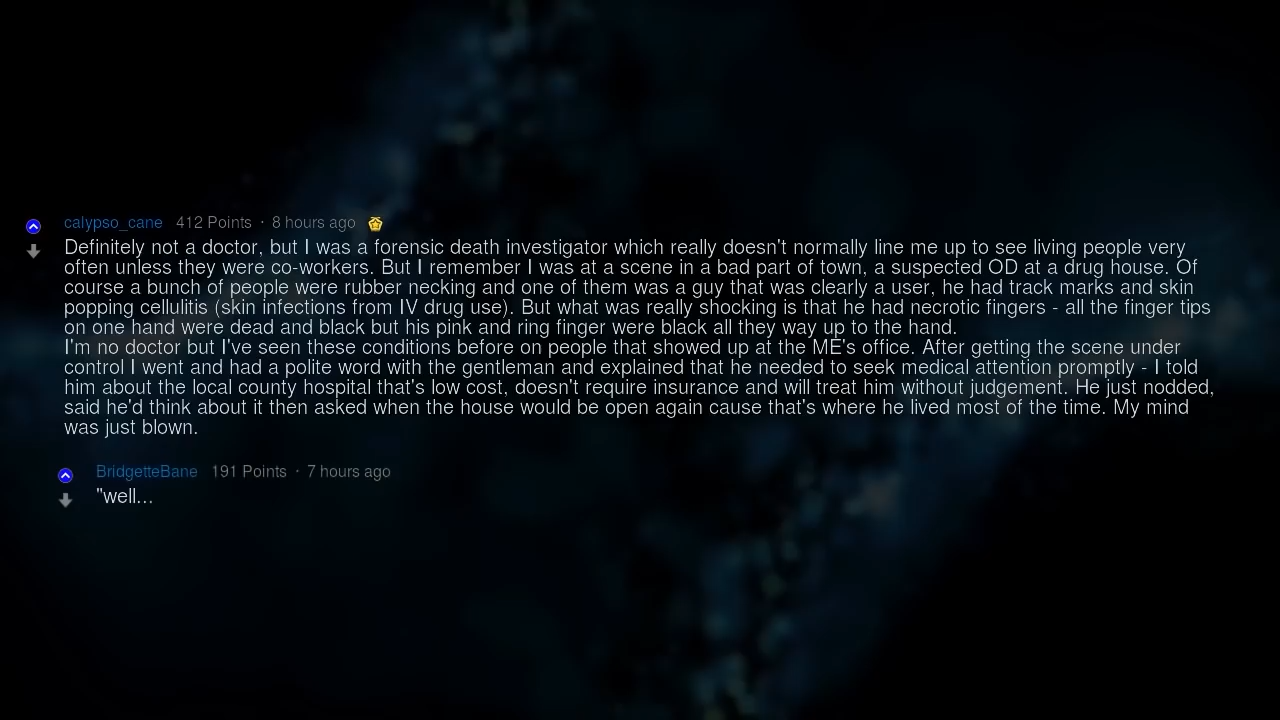 calypso_cane 412 Points · 8 hours ago
Definitely not a doctor, but I was a forensic death investigator which really doesn't normally line me up to see living people very
often unless they were co-workers. But I remember I was at a scene in a bad part of town, a suspected OD at a drug house. Of
course a bunch of people were rubber necking and one of them was a guy that was clearly a user, he had track marks and skin
popping cellulitis (skin infections from IV drug use). But what was really shocking is that he had necrotic fingers - all the finger tips
on one hand were dead and black but his pink and ring finger were black all they way up to the hand.
I'm no doctor but I've seen these conditions before on people that showed up at the ME's office. After getting the scene under
control I went and had a polite word with the gentleman and explained that he needed to seek medical attention promptly - I told
him about the local county hospital that's low cost, doesn't require insurance and will treat him without judgement. He just nodded,
said he'd think about it then asked when the house would be open again cause that's where he lived most of the time. My mind
was just blown.
BridgetteBane 191 Points · 7 hours ago
"well...